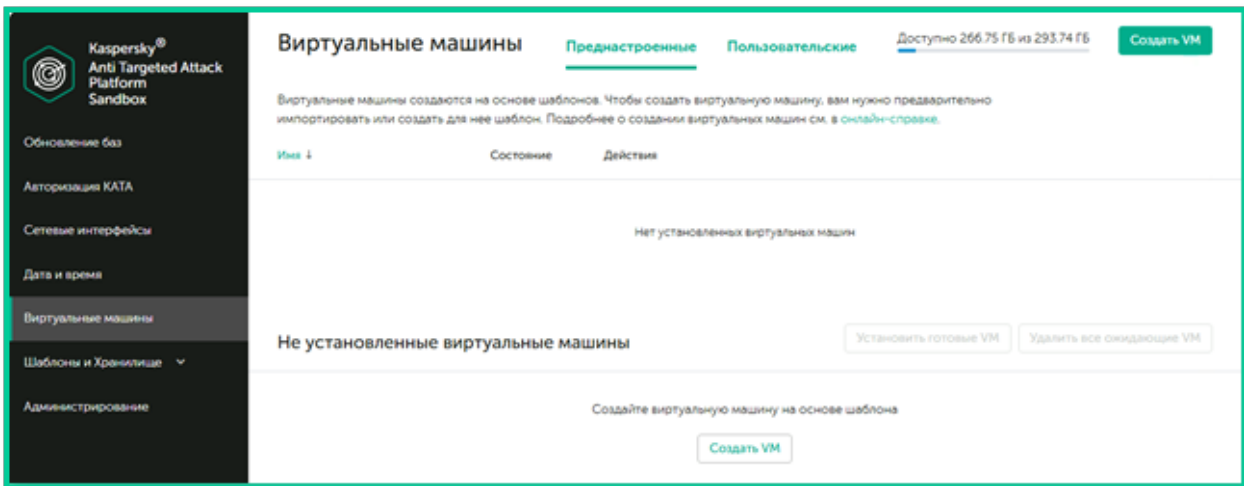 Kaspersky®
Anti Targeted Attack
Platform
Sandbox
Обновление баз
Авторизация KATA
Сетевые интерфейсы
Дата и время
Виртуальные машины
Шаблоны и Хранилище
Администрирование
Виртуальные машины
Преднастроенные
Пользовательские
Доступно 266.75 ГБ из 293.74 ГБ
Создать VM
Виртуальные машины создаются на основе шаблонов. Чтобы создать виртуальную машину, вам нужно предварительно
импортировать или создать для нее шаблон. Подробнее о создании виртуальных машин см. в онлайн-справке.
Имя ↓
Состояние
Действия
Нет установленных виртуальных машин
Не установленные виртуальные машины
Установить готовые VM
Удалить все ожидающие VM
Создайте виртуальную машину на основе шаблона
Создать VM